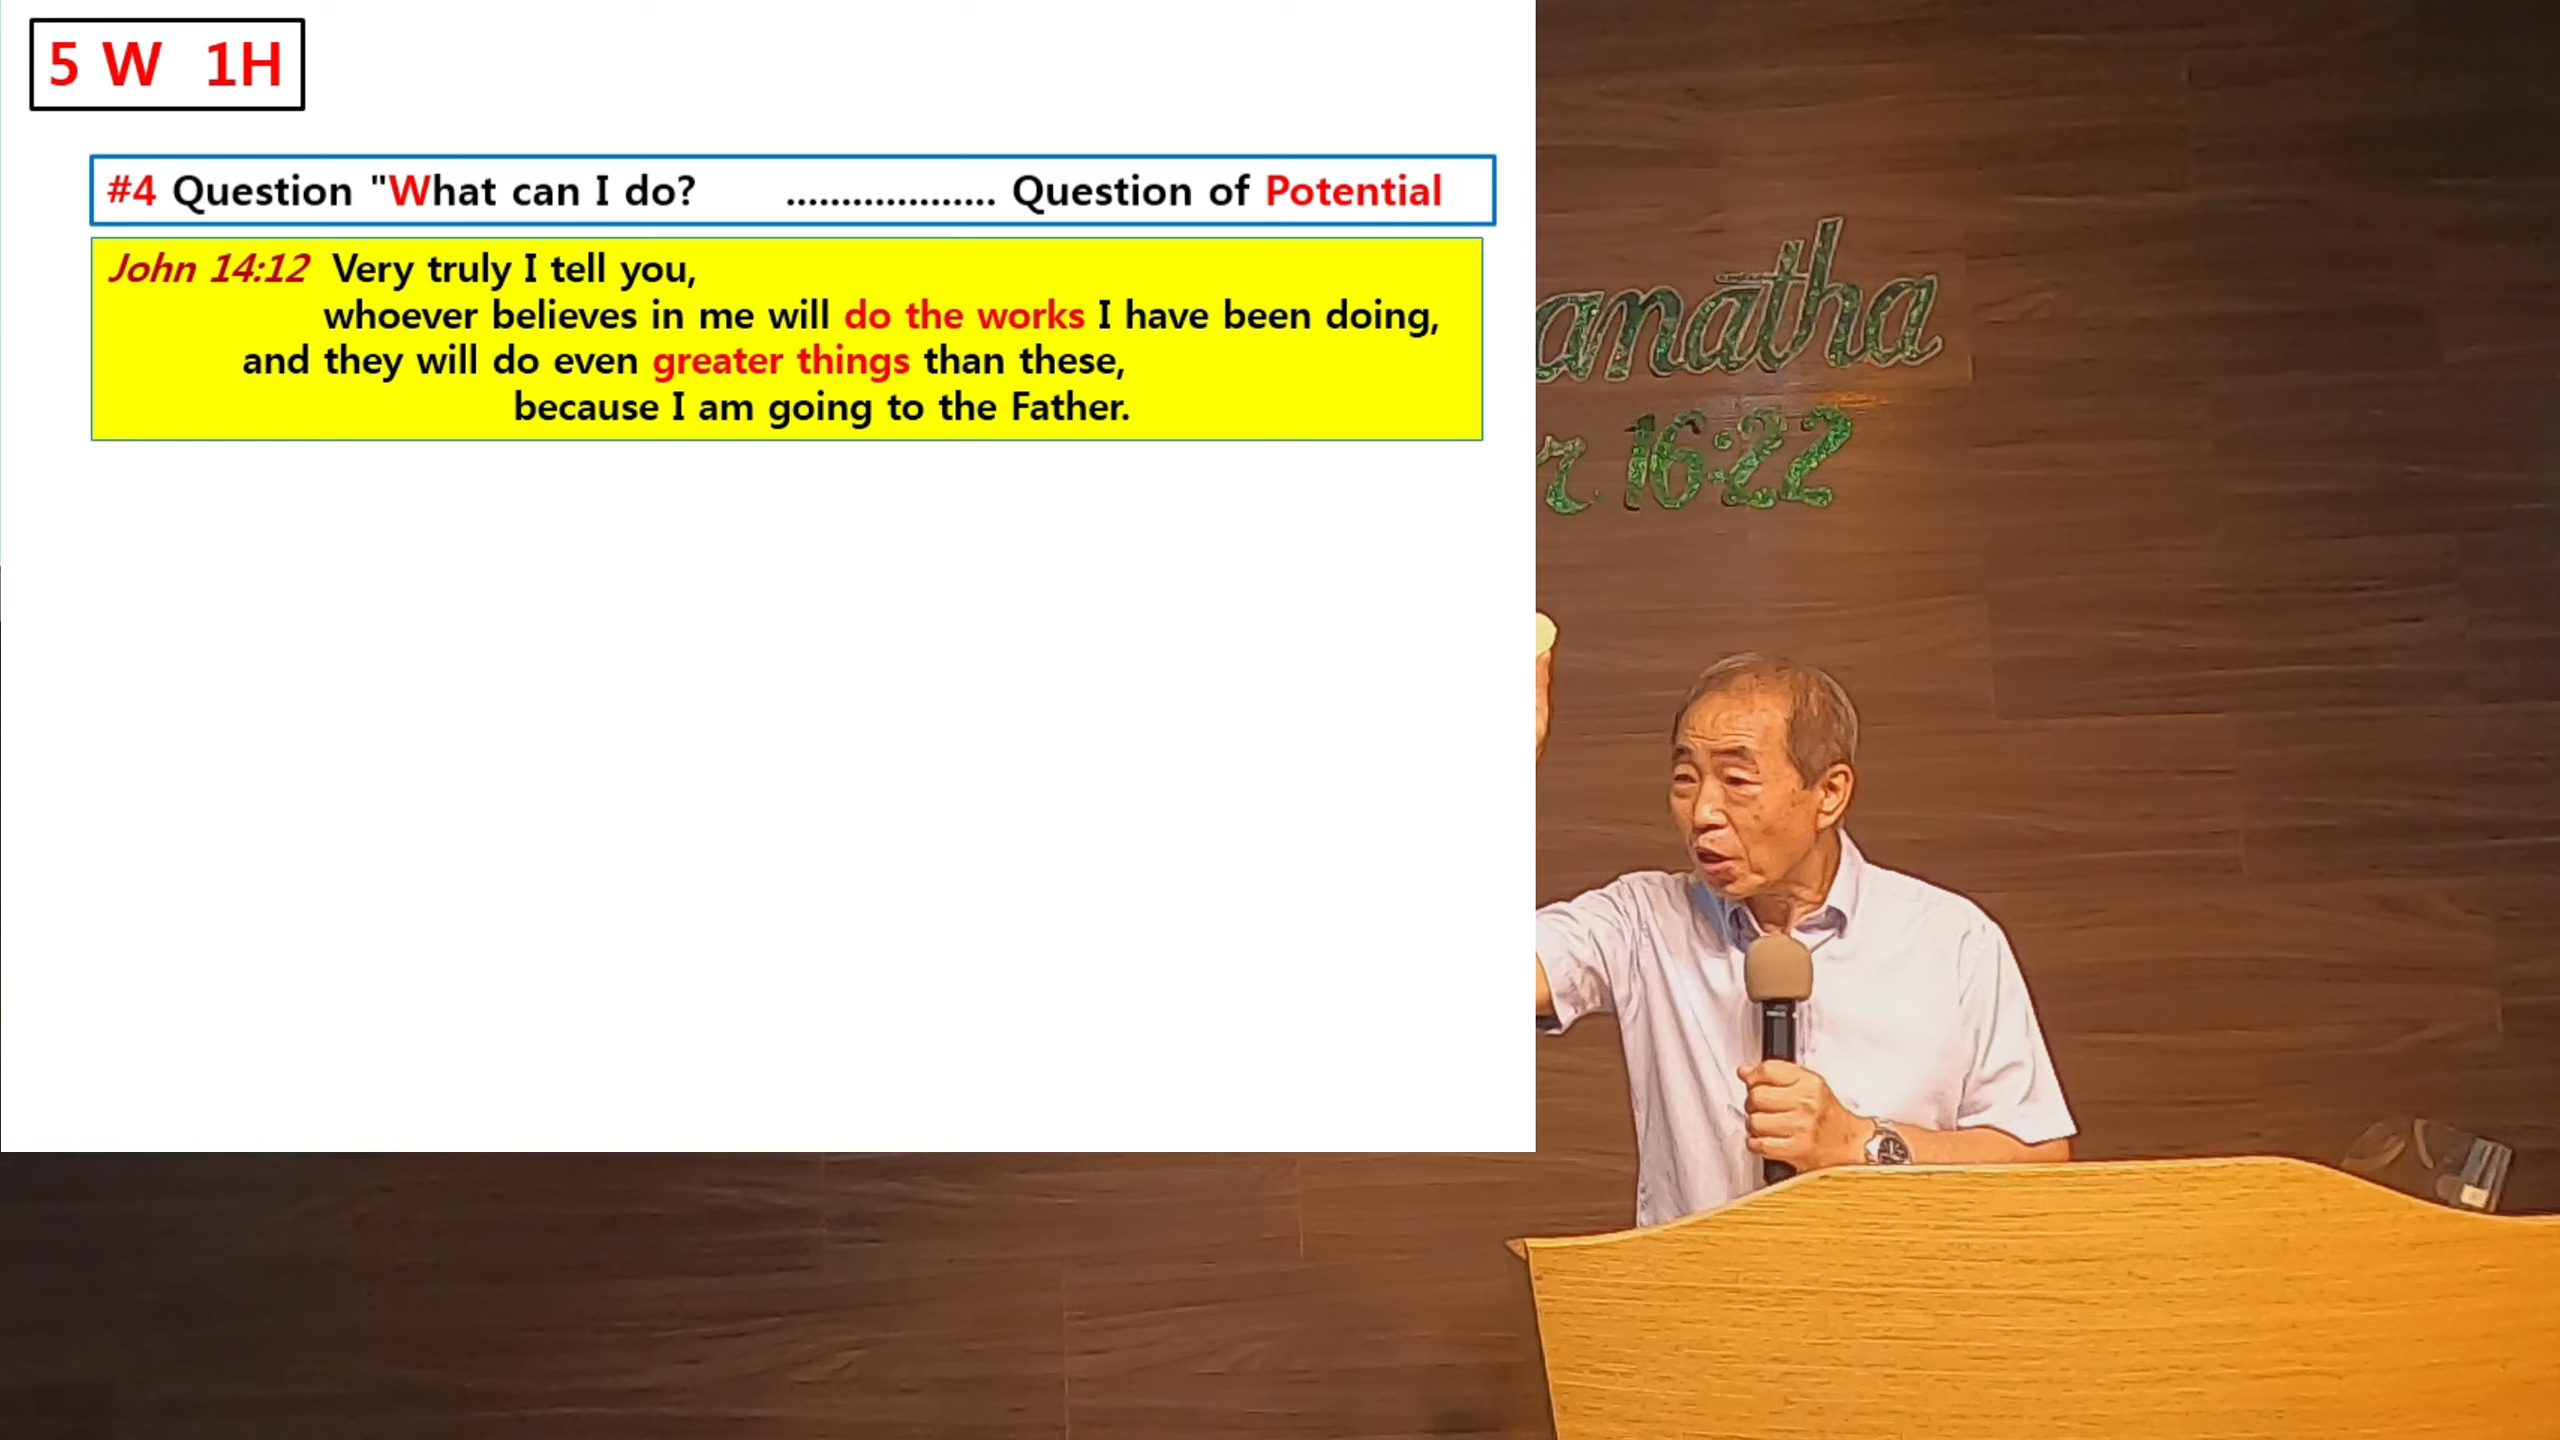 5 W 1H
#4 Question "What can I do? ................... Question of Potential
John 14:12 Very truly I tell you,
whoever believes in me will do the works I have been doing,
and they will do even greater things than these,
because I am going to the Father.
anatha
r 16:22